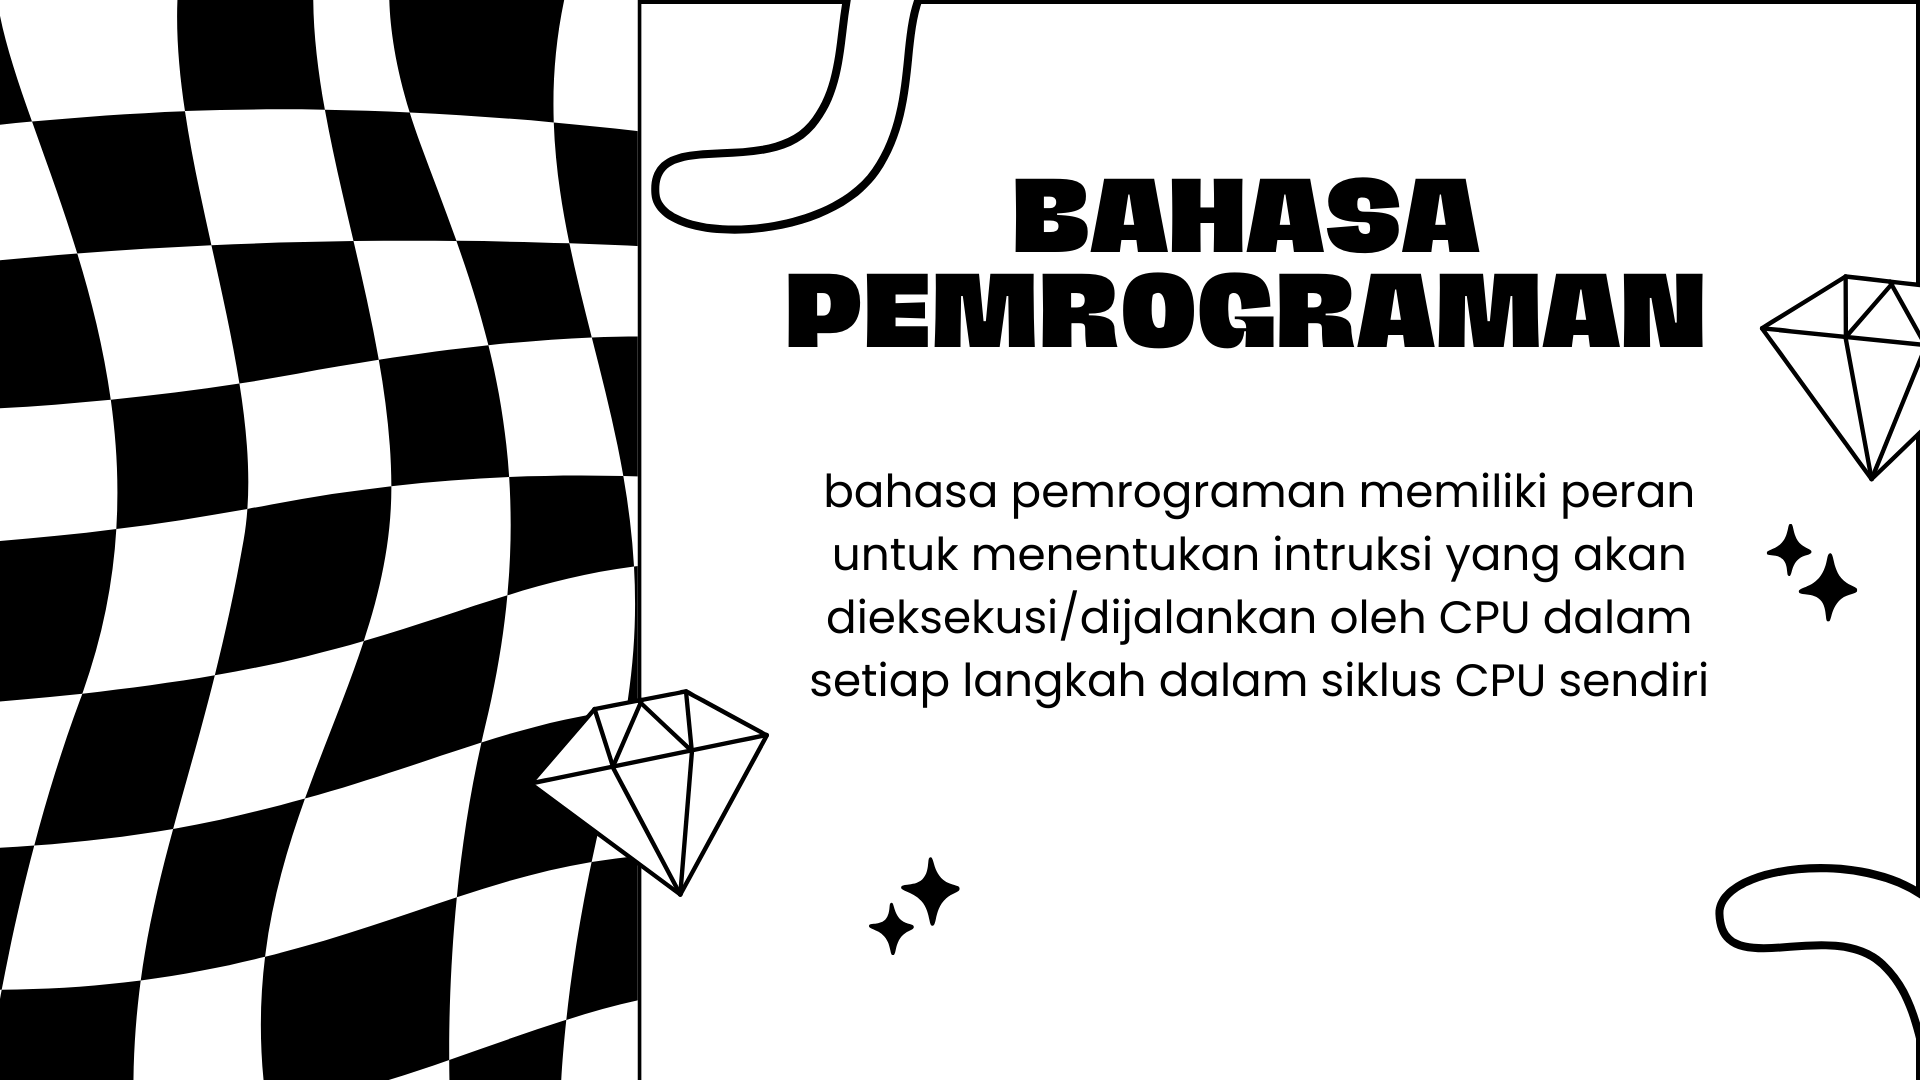 BAHASA
PEMROGRAMAN
bahasa pemrograman memiliki peran
untuk menentukan intruksi yang akan
dieksekusi/dijalankan oleh CPU dalam
setiap langkah dalam siklus CPU sendiri